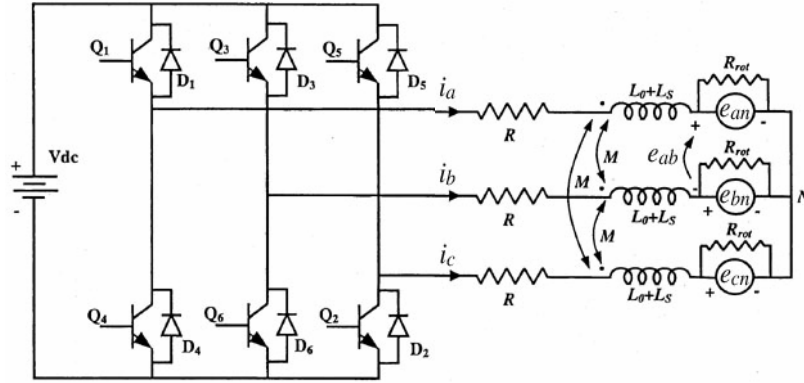 Q1
D1
Q3
D3
Q5
D5
Rrot
L0+LS
ia
R
ean
+
-
Vdc
+
-
M
M
eab
+
-
Rrot
ib
R
L0+LS
ebn
+
-
N
M
Rrot
ic
R
L0+LS
ecn
+
-
Q4
D4
Q6
D6
Q2
D2